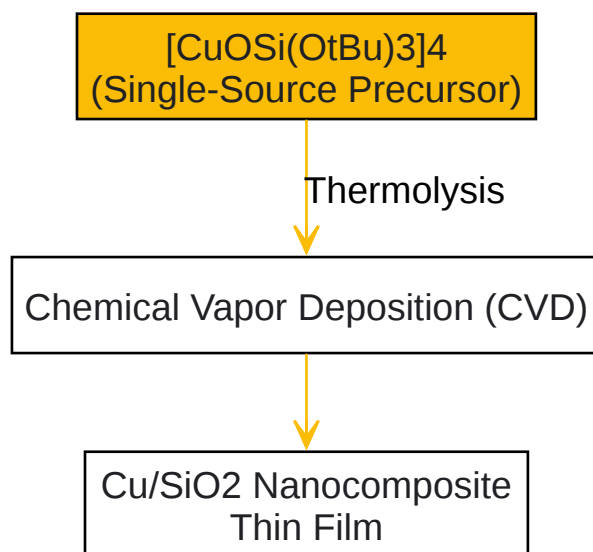 [CuOSi(OtBu)3]4
(Single-Source Precursor)
Thermolysis
Chemical Vapor Deposition (CVD)
Cu/SiO2 Nanocomposite
Thin Film